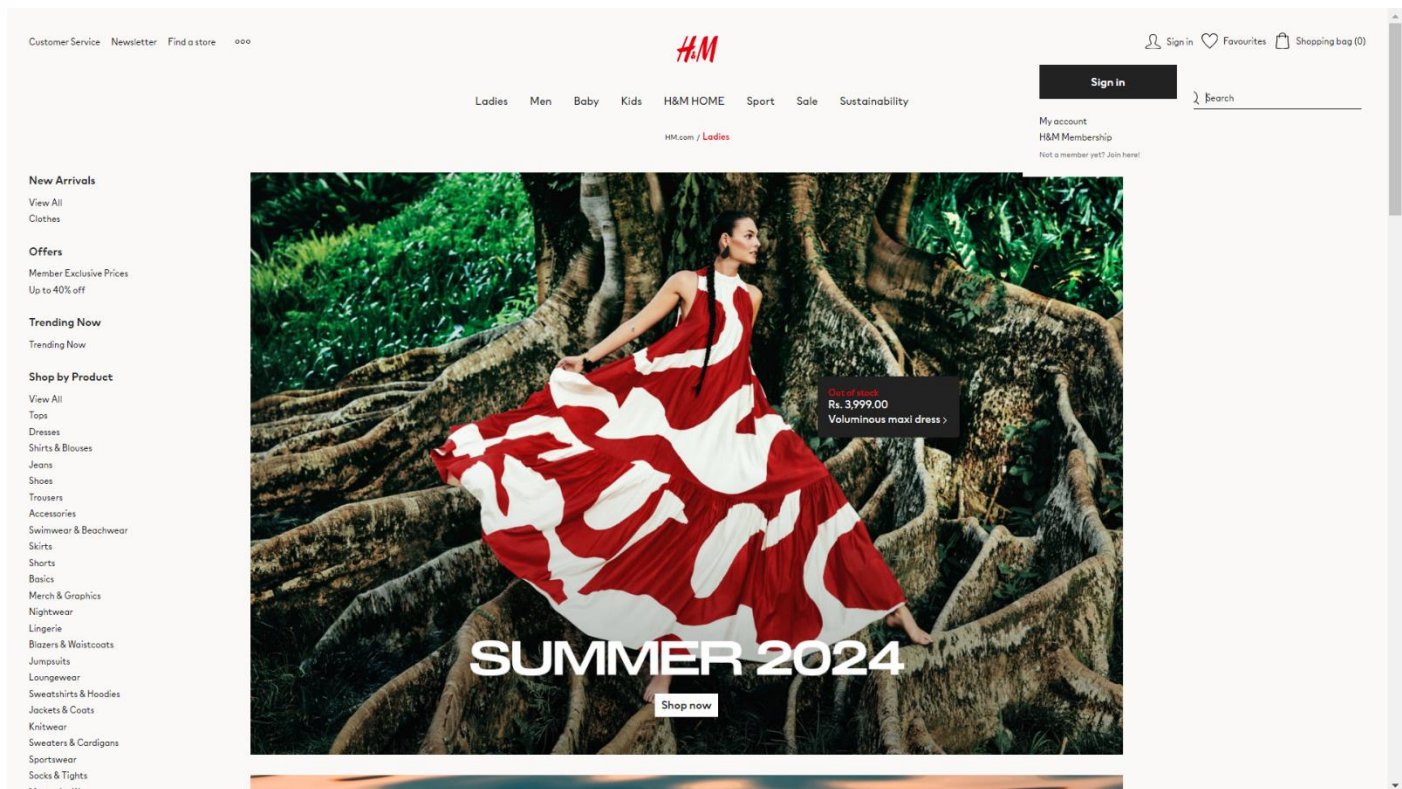 Customer Service Newsletter Find a store ooo
H&M
Sign in Favourites Shopping bag (0)
Sign in
Search
My account
H&M Membership
Not a member yet? Join here!
Ladies Men Baby Kids H&M HOME Sport Sale Sustainability
HM.com / Ladies
New Arrivals
View All
Clothes
Offers
Member Exclusive Prices
Up to 40% off
Trending Now
Trending Now
Shop by Product
View All
Tops
Dresses
Shirts & Blouses
Jeans
Shoes
Trousers
Accessories
Swimwear & Beachwear
Skirts
Shorts
Basics
Merch & Graphics
Nightwear
Lingerie
Blazers & Waistcoats
Jumpsuits
Loungewear
Sweatshirts & Hoodies
Jackets & Coats
Knitwear
Sweaters & Cardigans
Sportswear
Socks & Tights
Out of stock
Rs. 3,999.00
Voluminous maxi dress >
SUMMER 2024
Shop now